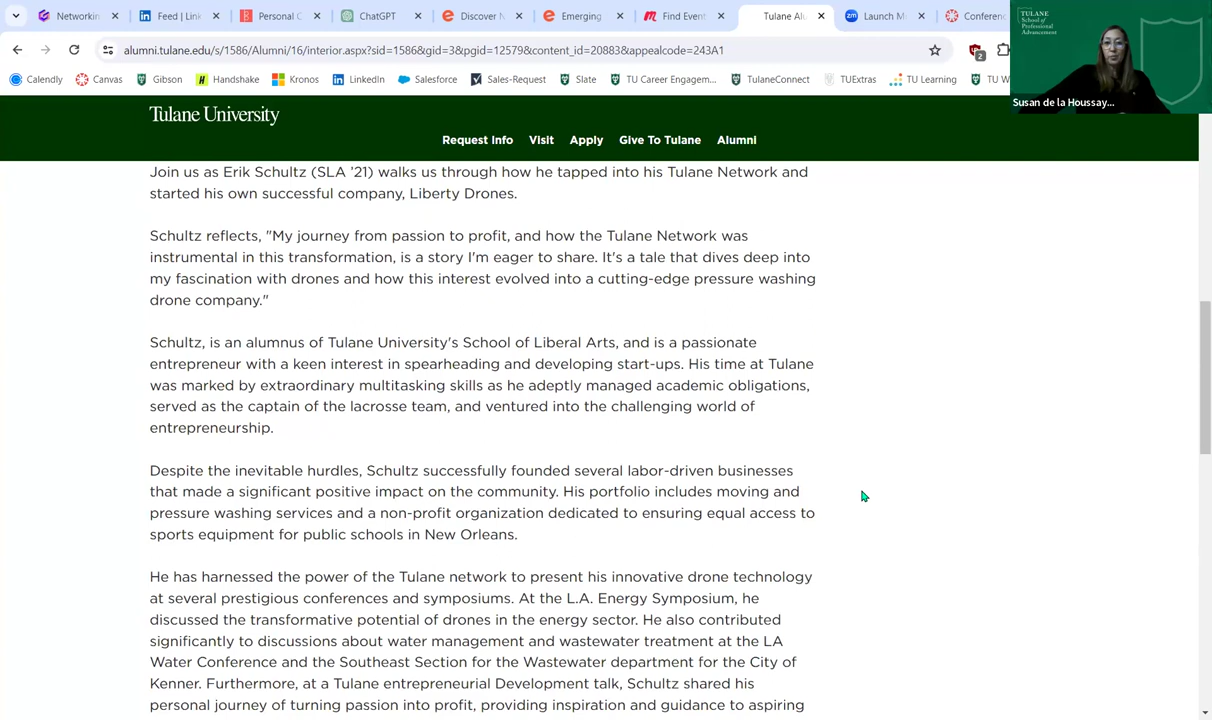 Networkin
Feed | Link
Personal C
ChatGPT
Discover N
Emerging
Find Event
Tulane Alu
Launch M
Conferenc
alumni.tulane.edu/s/1586/Alumni/16/interior.aspx?sid=1586&gid=3&pgid=12579&content_id=20883&appealcode=243A1
2
Calendly
Canvas
Gibson
Handshake
Kronos
LinkedIn
Salesforce
Sales-Request
Slate
TU Career Engagem...
TulaneConnect
TUExtras
TU Learning
TU W
TULANE
School of
Professional
Advancement
Susan de la Houssay...
Tulane University
Request Info
Visit
Apply
Give To Tulane
Alumni
Join us as Erik Schultz (SLA ’21) walks us through how he tapped into his Tulane Network and
started his own successful company, Liberty Drones.
Schultz reflects, "My journey from passion to profit, and how the Tulane Network was
instrumental in this transformation, is a story I'm eager to share. It's a tale that dives deep into
my fascination with drones and how this interest evolved into a cutting-edge pressure washing
drone company."
Schultz, is an alumnus of Tulane University's School of Liberal Arts, and is a passionate
entrepreneur with a keen interest in spearheading and developing start-ups. His time at Tulane
was marked by extraordinary multitasking skills as he adeptly managed academic obligations,
served as the captain of the lacrosse team, and ventured into the challenging world of
entrepreneurship.
Despite the inevitable hurdles, Schultz successfully founded several labor-driven businesses
that made a significant positive impact on the community. His portfolio includes moving and
pressure washing services and a non-profit organization dedicated to ensuring equal access to
sports equipment for public schools in New Orleans.
He has harnessed the power of the Tulane network to present his innovative drone technology
at several prestigious conferences and symposiums. At the L.A. Energy Symposium, he
discussed the transformative potential of drones in the energy sector. He also contributed
significantly to discussions about water management and wastewater treatment at the LA
Water Conference and the Southeast Section for the Wastewater department for the City of
Kenner. Furthermore, at a Tulane entrepreneurial Development talk, Schultz shared his
personal journey of turning passion into profit, providing inspiration and guidance to aspiring